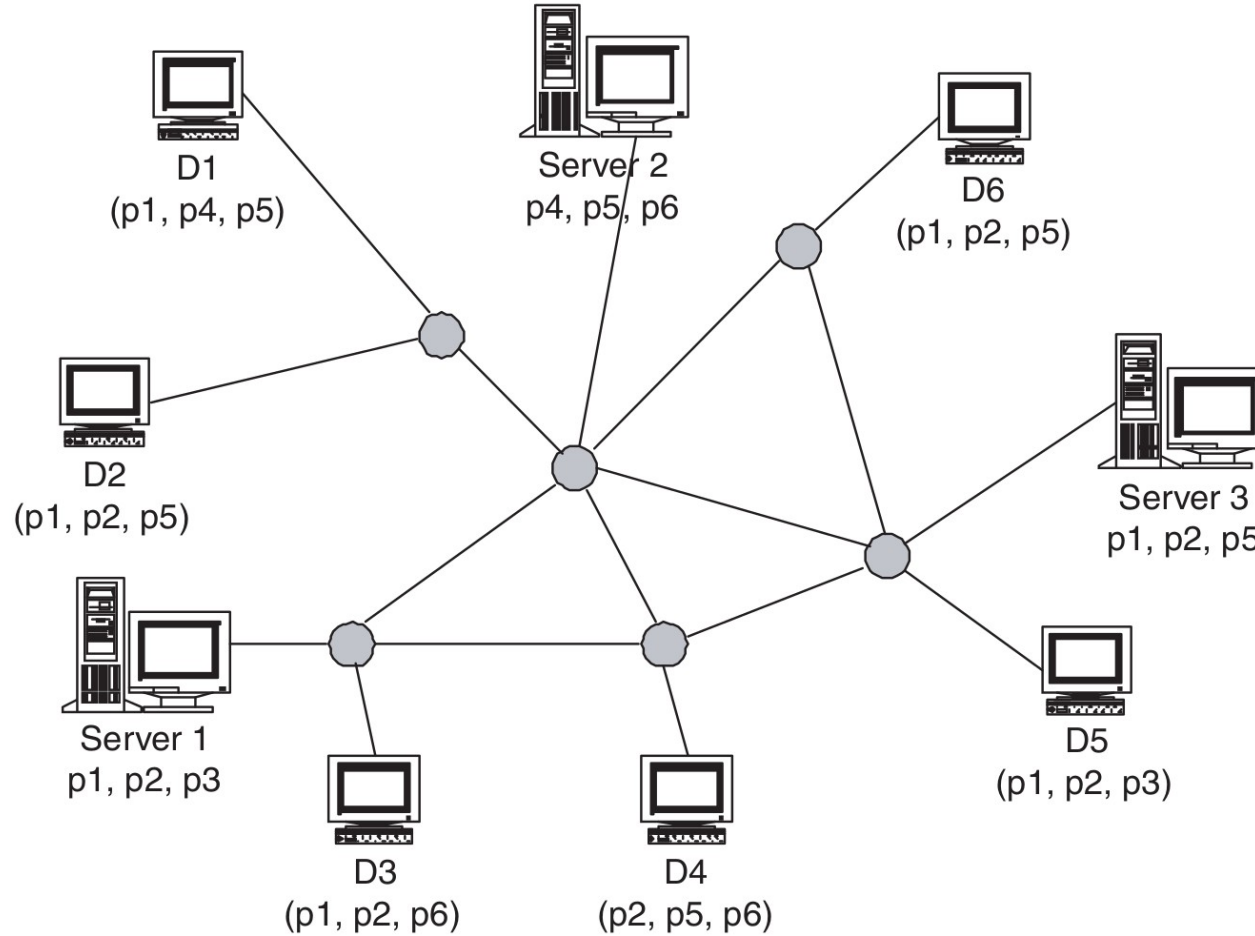 Server 2
p4, p5, p6
D1
(p1, p4, p5)
D6
(p1, p2, p5)
D2
(p1, p2, p5)
Server 3
p1, p2, p5
Server 1
p1, p2, p3
D5
(p1, p2, p3)
D3
(p1, p2, p6)
D4
(p2, p5, p6)